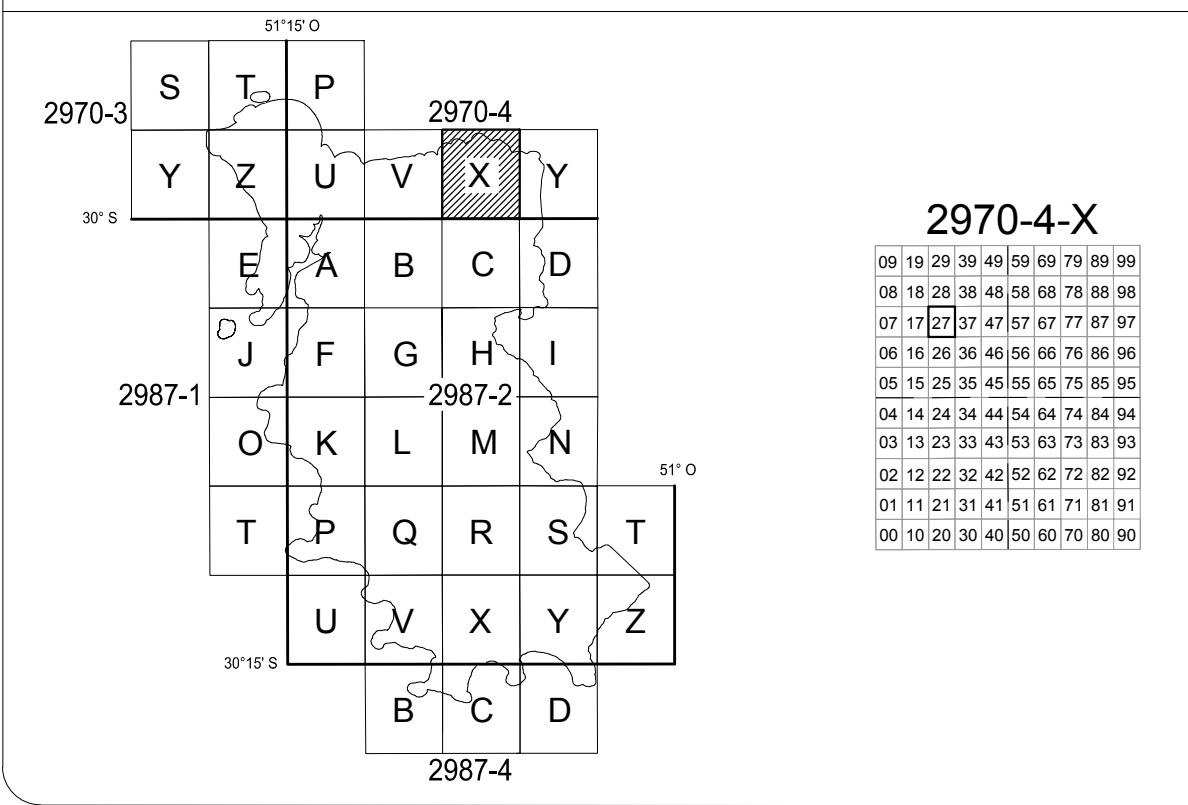 51°15' O
S T P
2970-3 2970-4
Y Z U V X Y
30° S
E A B C D
J F G H I
2987-1 2987-2
O K L M N
51° O
T P Q R S T
U V X Y Z
30°15' S
B C D
2987-4
2970-4-X
09 19 29 39 49 59 69 79 89 99
08 18 28 38 48 58 68 78 88 98
07 17 27 37 47 57 67 77 87 97
06 16 26 36 46 56 66 76 86 96
05 15 25 35 45 55 65 75 85 95
04 14 24 34 44 54 64 74 84 94
03 13 23 33 43 53 63 73 83 93
02 12 22 32 42 52 62 72 82 92
01 11 21 31 41 51 61 71 81 91
00 10 20 30 40 50 60 70 80 90